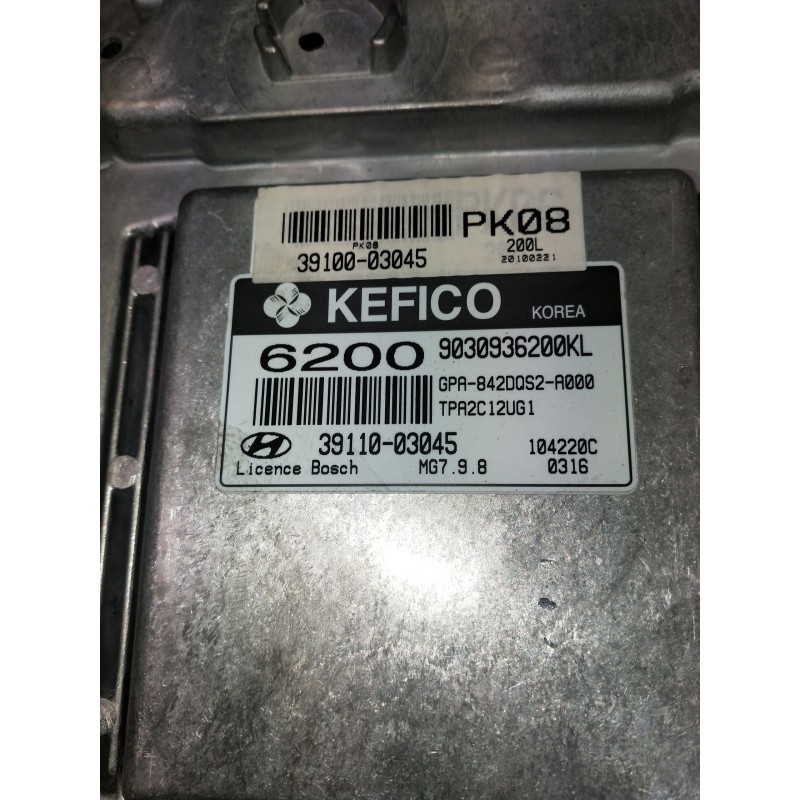 PK08
PK08
200L
39100-03045
20100221
KEFICO
KOREA
6200
9030936200KL
GPA-842DQS2-A000
TPA2C12UG1
39110-03045
104220C
Licence Bosch
MG7.9.8
0316